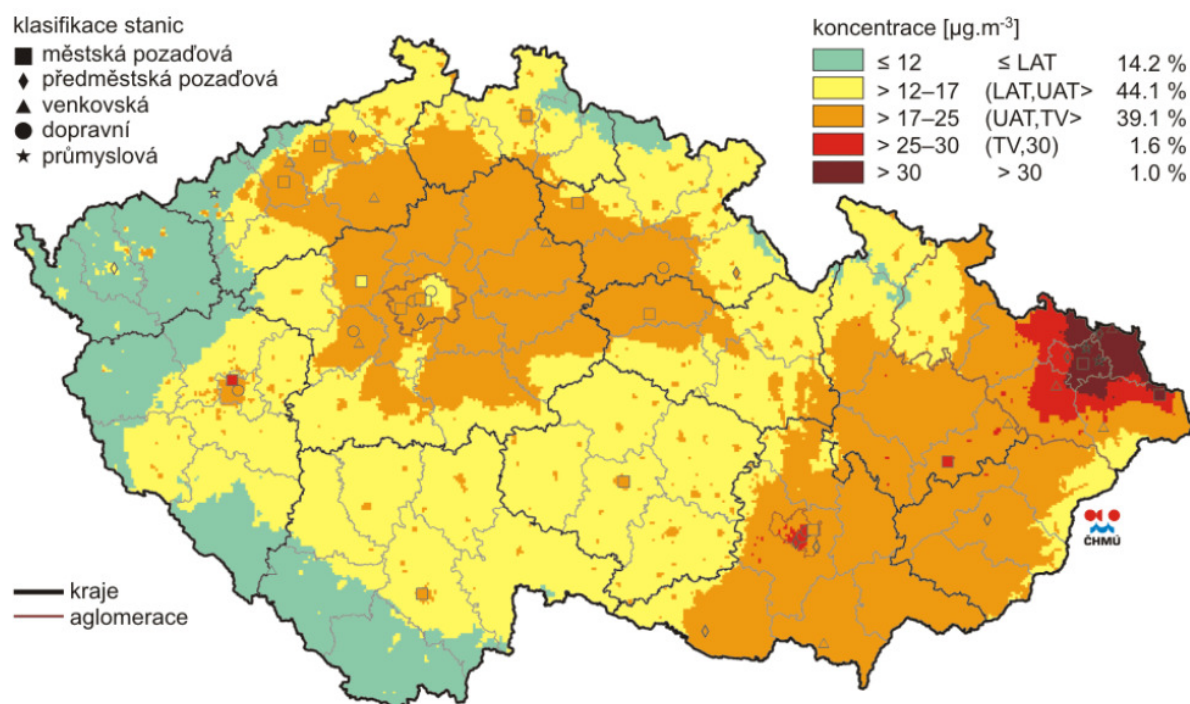 klasifikace stanic
■ městská pozaďová
♦ předměstská pozaďová
▲ venkovská
● dopravní
★ průmyslová
koncentrace [µg.m⁻³]
≤ 12 ≤ LAT 14.2 %
> 12–17 (LAT,UAT> 44.1 %
> 17–25 (UAT,TV> 39.1 %
> 25–30 (TV,30) 1.6 %
> 30 > 30 1.0 %
ČHMÚ
kraje
aglomerace